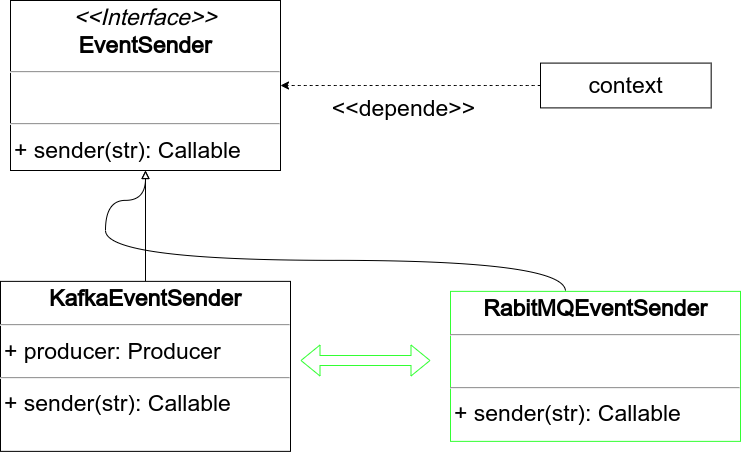 <<Interface>>
EventSender
+ sender(str): Callable
context
<<depende>>
KafkaEventSender
+ producer: Producer
+ sender(str): Callable
RabitMQEventSender
+ sender(str): Callable